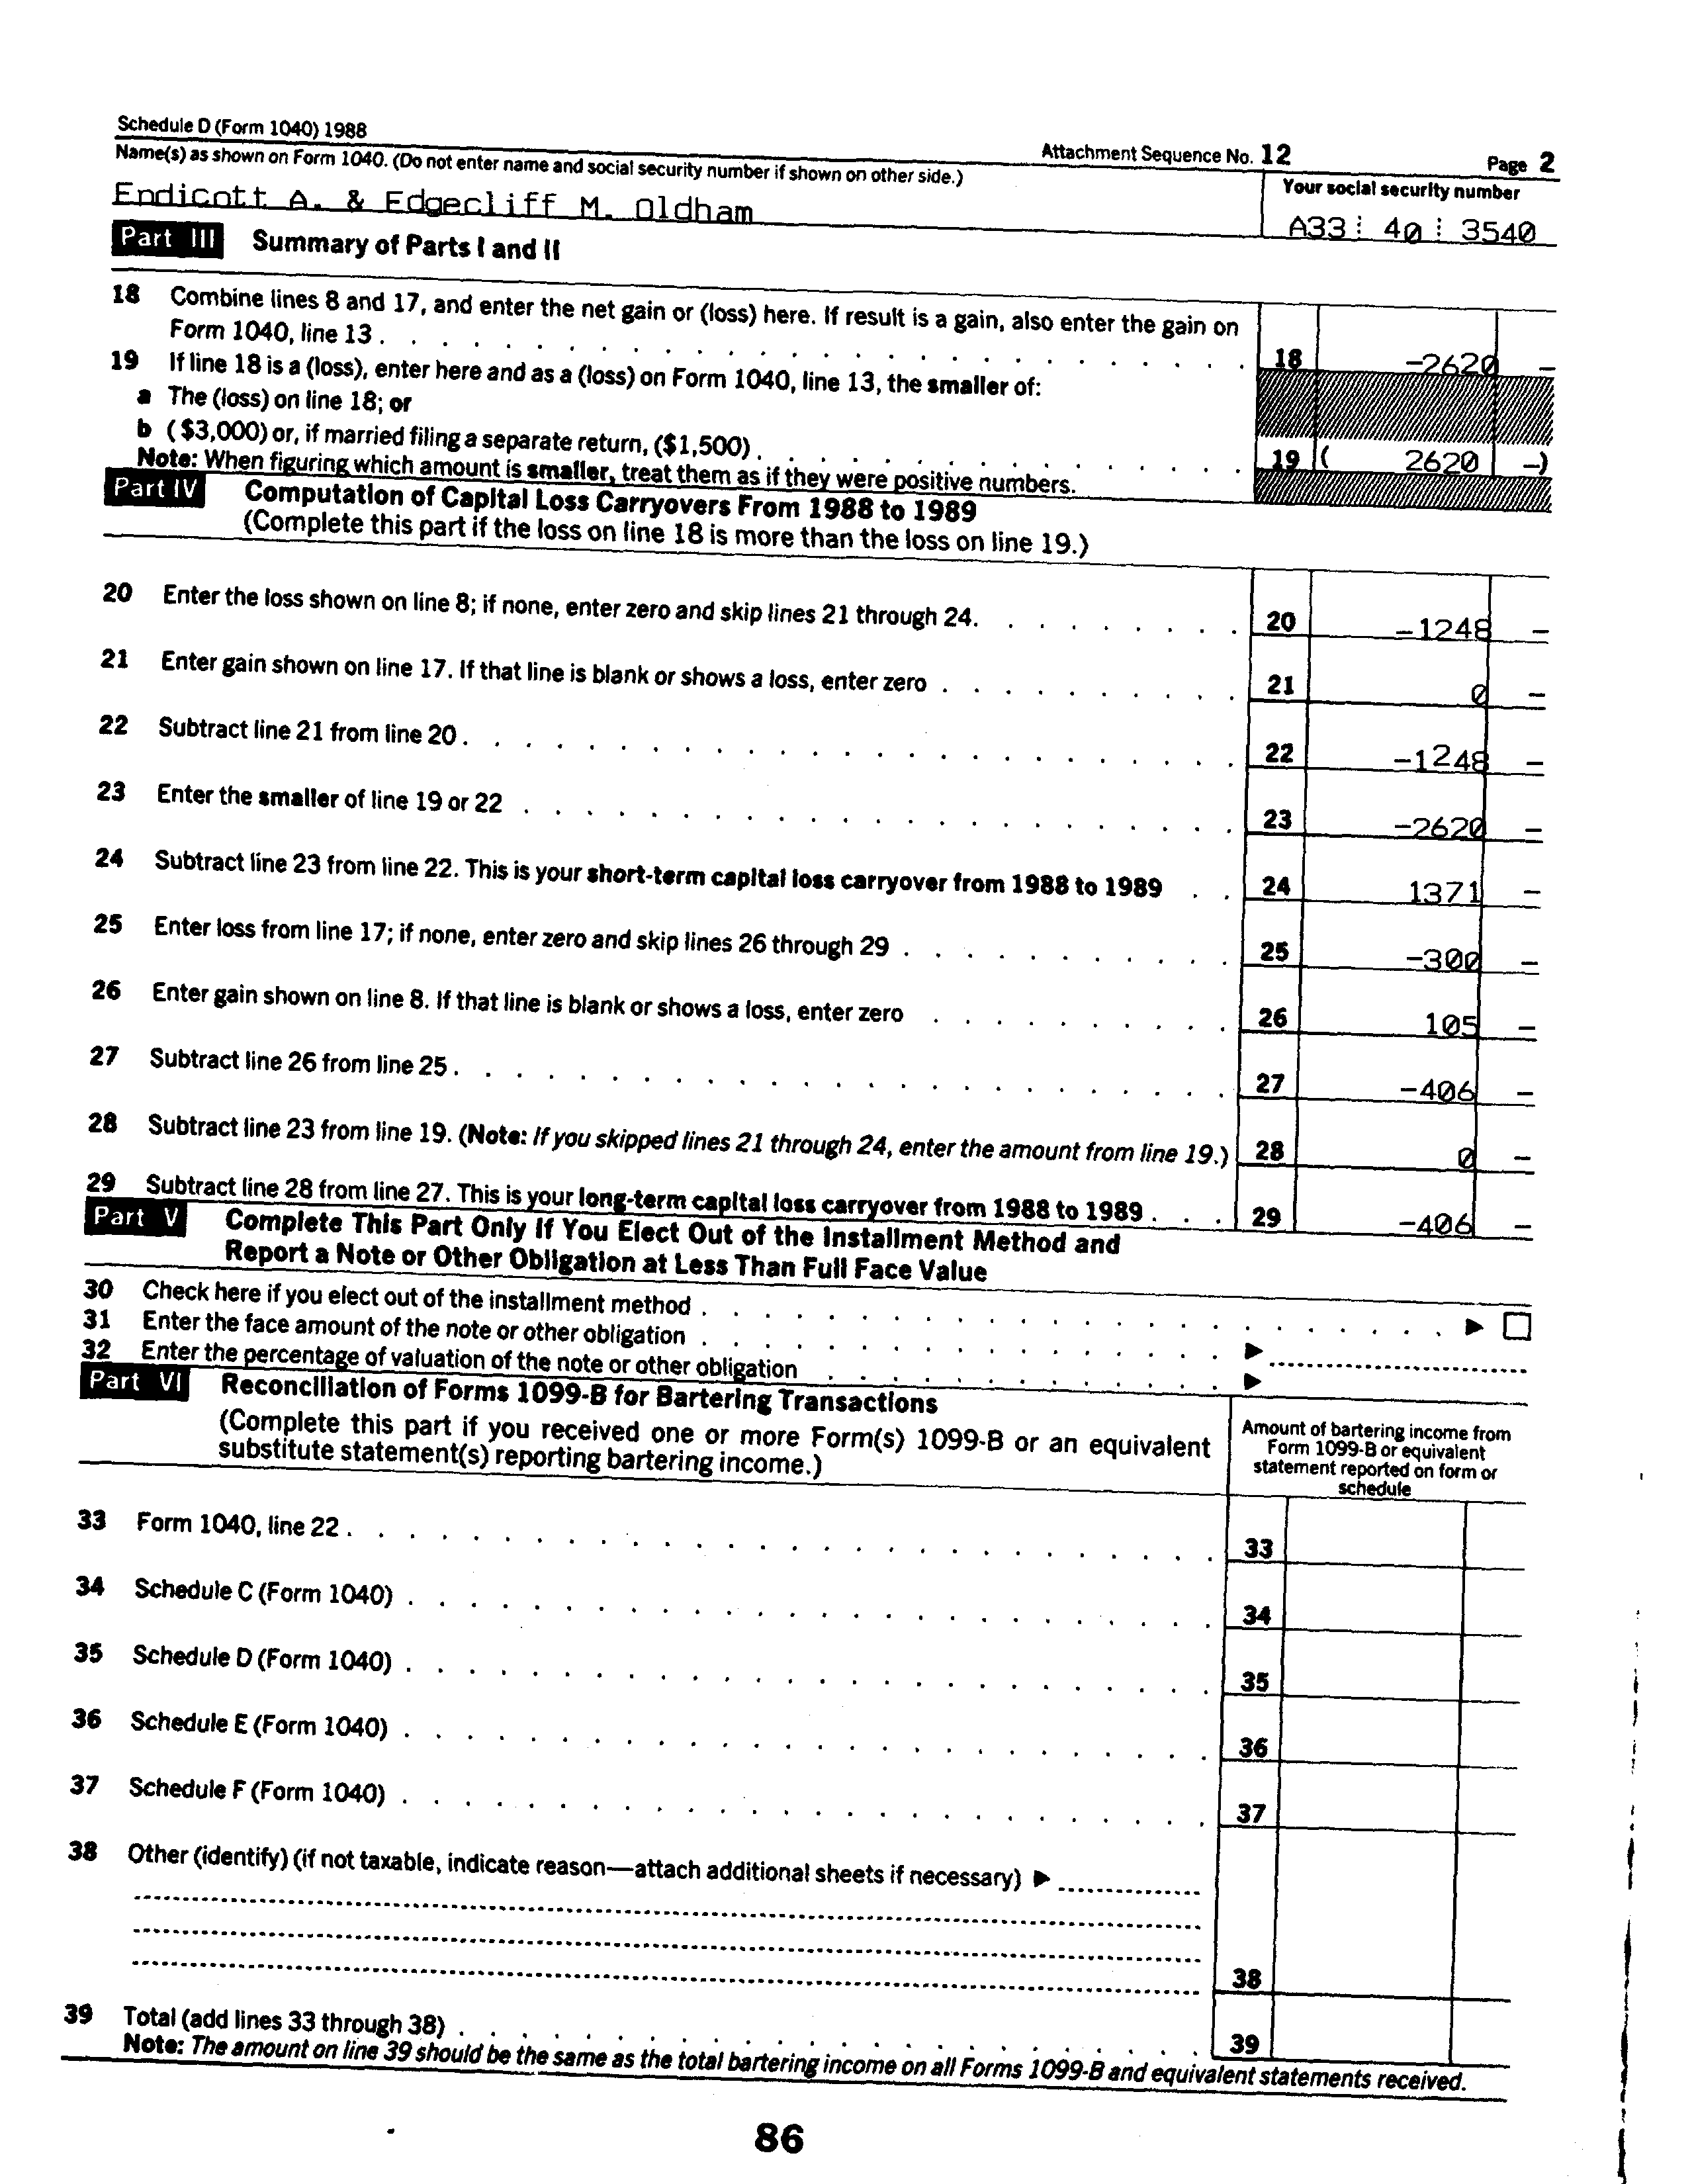 Schedule D (Form 1040) 1988 Attachment Sequence No. 12 Page 2
Name(s) as shown on Form 1040. (Do not enter name and social security number if shown on other side.) Your social security number
Endicott A. & Edgecliff M. Oldham A33 40 3540
Part III Summary of Parts I and II
18 Combine lines 8 and 17, and enter the net gain or (loss) here. If result is a gain, also enter the gain on
Form 1040, line 13 . . . . . 18 -2620 —
19 If line 18 is a (loss), enter here and as a (loss) on Form 1040, line 13, the smaller of:
a The (loss) on line 18; or
b ($3,000) or, if married filing a separate return, ($1,500) . . . . . 19 ( 2620 —)
Note: When figuring which amount is smaller, treat them as if they were positive numbers.
Part IV Computation of Capital Loss Carryovers From 1988 to 1989
(Complete this part if the loss on line 18 is more than the loss on line 19.)
20 Enter the loss shown on line 8; if none, enter zero and skip lines 21 through 24. . . . . . 20 -1248 —
21 Enter gain shown on line 17. If that line is blank or shows a loss, enter zero . . . . . 21 0 —
22 Subtract line 21 from line 20 . . . . . 22 -1248 —
23 Enter the smaller of line 19 or 22 . . . . . 23 -2620 —
24 Subtract line 23 from line 22. This is your short-term capital loss carryover from 1988 to 1989 . . 24 1371 —
25 Enter loss from line 17; if none, enter zero and skip lines 26 through 29 . . . . . 25 -300 —
26 Enter gain shown on line 8. If that line is blank or shows a loss, enter zero . . . . . 26 105 —
27 Subtract line 26 from line 25 . . . . . 27 -406 —
28 Subtract line 23 from line 19. (Note: If you skipped lines 21 through 24, enter the amount from line 19.) 28 0 —
29 Subtract line 28 from line 27. This is your long-term capital loss carryover from 1988 to 1989 . . . 29 -406 —
Part V Complete This Part Only If You Elect Out of the Installment Method and
Report a Note or Other Obligation at Less Than Full Face Value
30 Check here if you elect out of the installment method . . . . . ▶ ☐
31 Enter the face amount of the note or other obligation . . . . . ▶
32 Enter the percentage of valuation of the note or other obligation . . . . . ▶
Part VI Reconciliation of Forms 1099-B for Bartering Transactions
(Complete this part if you received one or more Form(s) 1099-B or an equivalent
substitute statement(s) reporting bartering income.)
Amount of bartering income from
Form 1099-B or equivalent
statement reported on form or
schedule
33 Form 1040, line 22 . . . . . 33
34 Schedule C (Form 1040) . . . . . 34
35 Schedule D (Form 1040) . . . . . 35
36 Schedule E (Form 1040) . . . . . 36
37 Schedule F (Form 1040) . . . . . 37
38 Other (identify) (if not taxable, indicate reason—attach additional sheets if necessary) ▶
38
39 Total (add lines 33 through 38) . . . . . 39
Note: The amount on line 39 should be the same as the total bartering income on all Forms 1099-B and equivalent statements received.
86